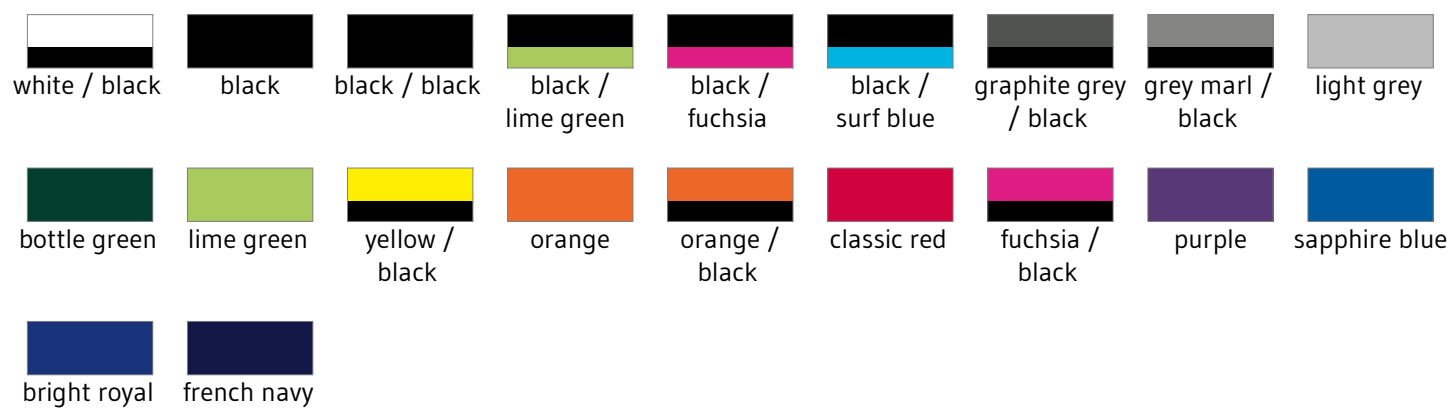 white / black
black
black / black
black /
lime green
black /
fuchsia
black /
surf blue
graphite grey
/ black
grey marl /
black
light grey
bottle green
lime green
yellow /
black
orange
orange /
black
classic red
fuchsia /
black
purple
sapphire blue
bright royal
french navy